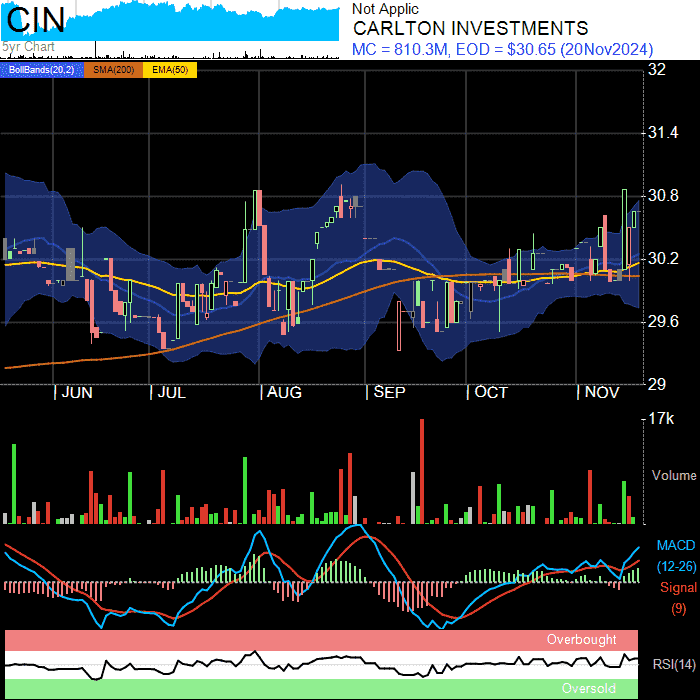 CIN
5yr Chart
Not Applic
CARLTON INVESTMENTS
MC = 810.3M, EOD = $30.65 (20Nov2024)
BollBands(20,2) SMA(200) EMA(50)
32
31.4
30.8
30.2
29.6
29
JUN JUL AUG SEP OCT NOV
17k
Volume
MACD
(12-26)
Signal
(9)
Overbought
RSI(14)
Oversold